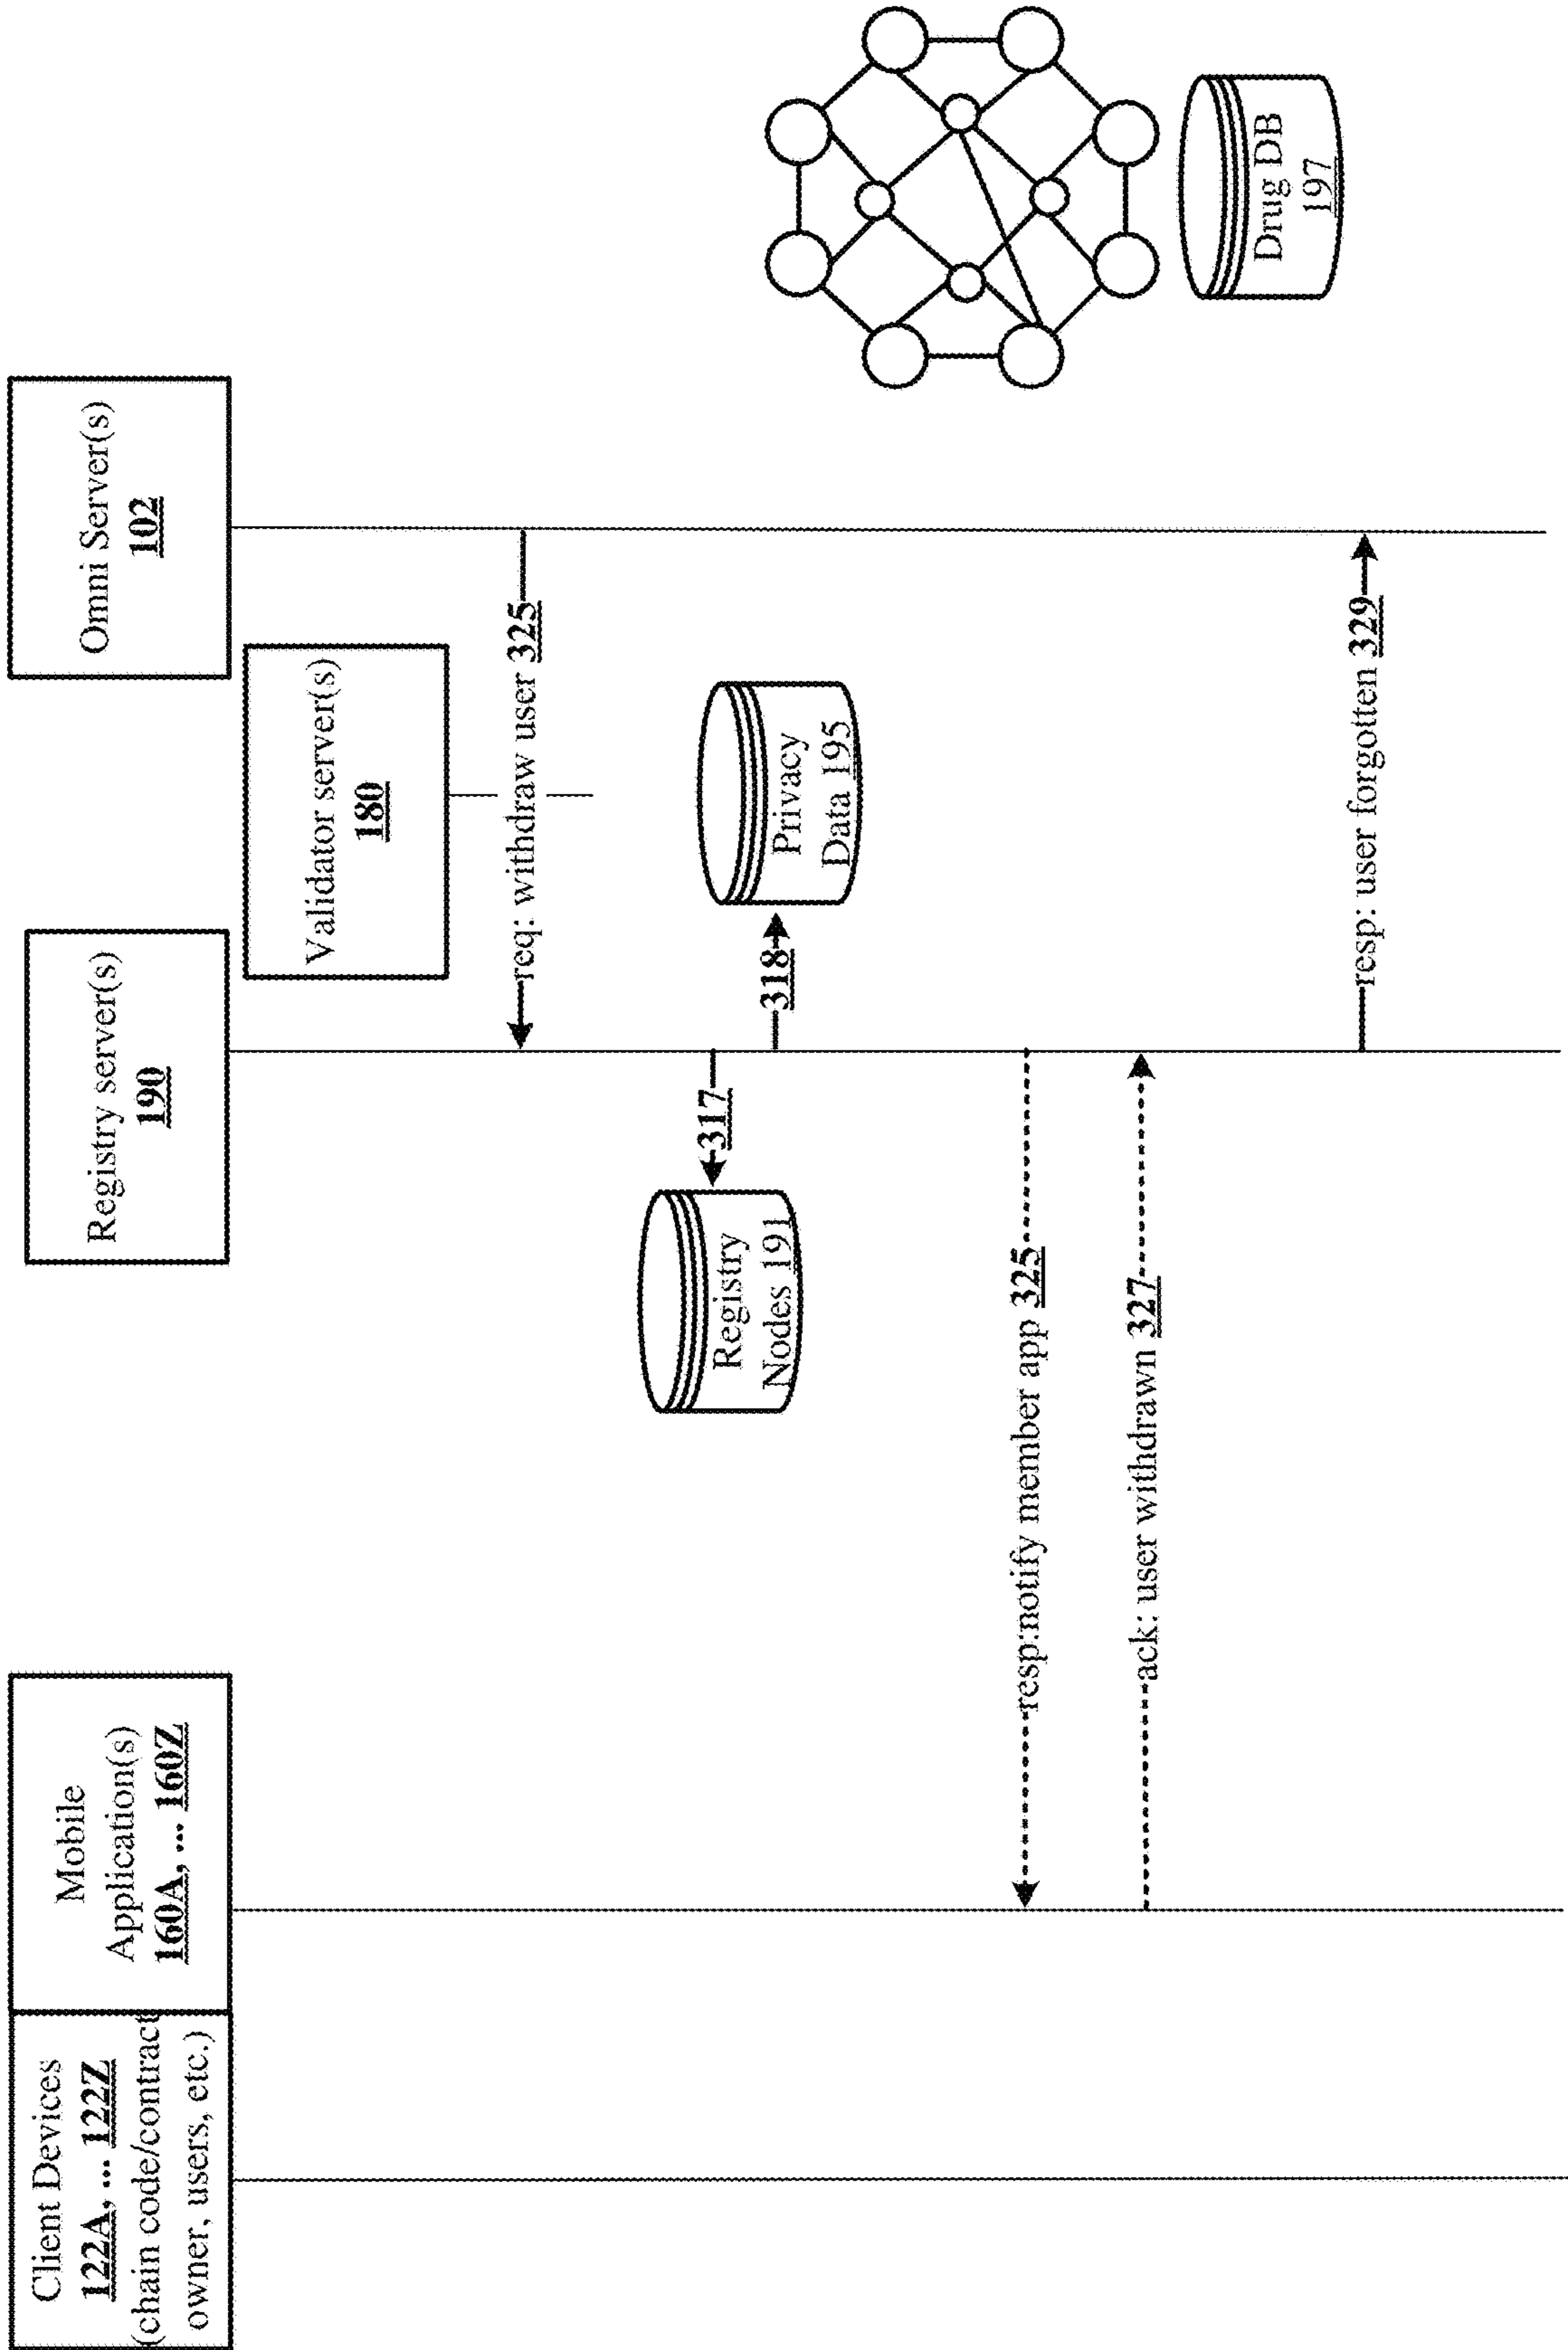 Client Devices
122A, ... 122Z
(chain code/contract
owner, users, etc.)
Mobile
Application(s)
160A, ... 160Z
Registry server(s)
190
Validator server(s)
180
Omni Server(s)
102
req: withdraw user 325
317
Registry
Nodes 191
318
Privacy
Data 195
resp:notify member app 325
ack: user withdrawn 327
resp: user forgotten 329
Drug DB
197